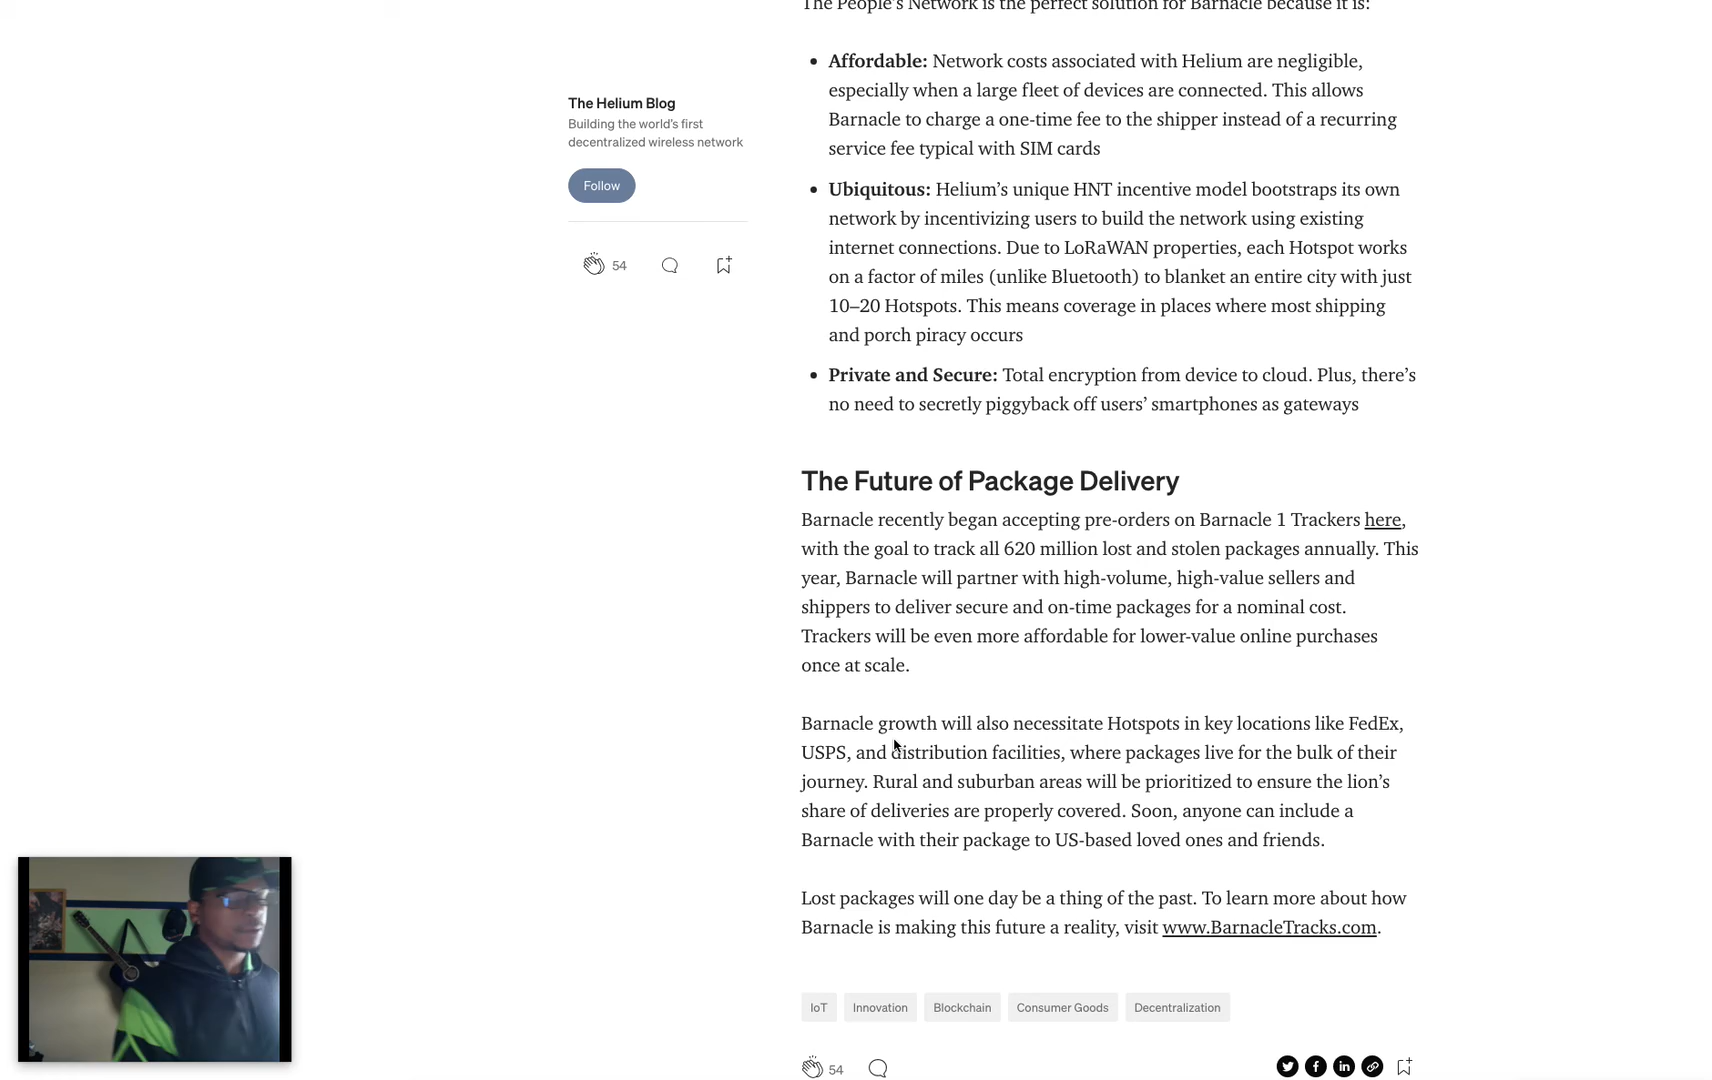 The People's Network is the perfect solution for Barnacle because it is:
The Helium Blog
Building the world's first
decentralized wireless network
Follow
54
Affordable: Network costs associated with Helium are negligible,
especially when a large fleet of devices are connected. This allows
Barnacle to charge a one-time fee to the shipper instead of a recurring
service fee typical with SIM cards
Ubiquitous: Helium’s unique HNT incentive model bootstraps its own
network by incentivizing users to build the network using existing
internet connections. Due to LoRaWAN properties, each Hotspot works
on a factor of miles (unlike Bluetooth) to blanket an entire city with just
10–20 Hotspots. This means coverage in places where most shipping
and porch piracy occurs
Private and Secure: Total encryption from device to cloud. Plus, there’s
no need to secretly piggyback off users’ smartphones as gateways
The Future of Package Delivery
Barnacle recently began accepting pre-orders on Barnacle 1 Trackers here,
with the goal to track all 620 million lost and stolen packages annually. This
year, Barnacle will partner with high-volume, high-value sellers and
shippers to deliver secure and on-time packages for a nominal cost.
Trackers will be even more affordable for lower-value online purchases
once at scale.
Barnacle growth will also necessitate Hotspots in key locations like FedEx,
USPS, and distribution facilities, where packages live for the bulk of their
journey. Rural and suburban areas will be prioritized to ensure the lion’s
share of deliveries are properly covered. Soon, anyone can include a
Barnacle with their package to US-based loved ones and friends.
Lost packages will one day be a thing of the past. To learn more about how
Barnacle is making this future a reality, visit www.BarnacleTracks.com.
IoT
Innovation
Blockchain
Consumer Goods
Decentralization
54